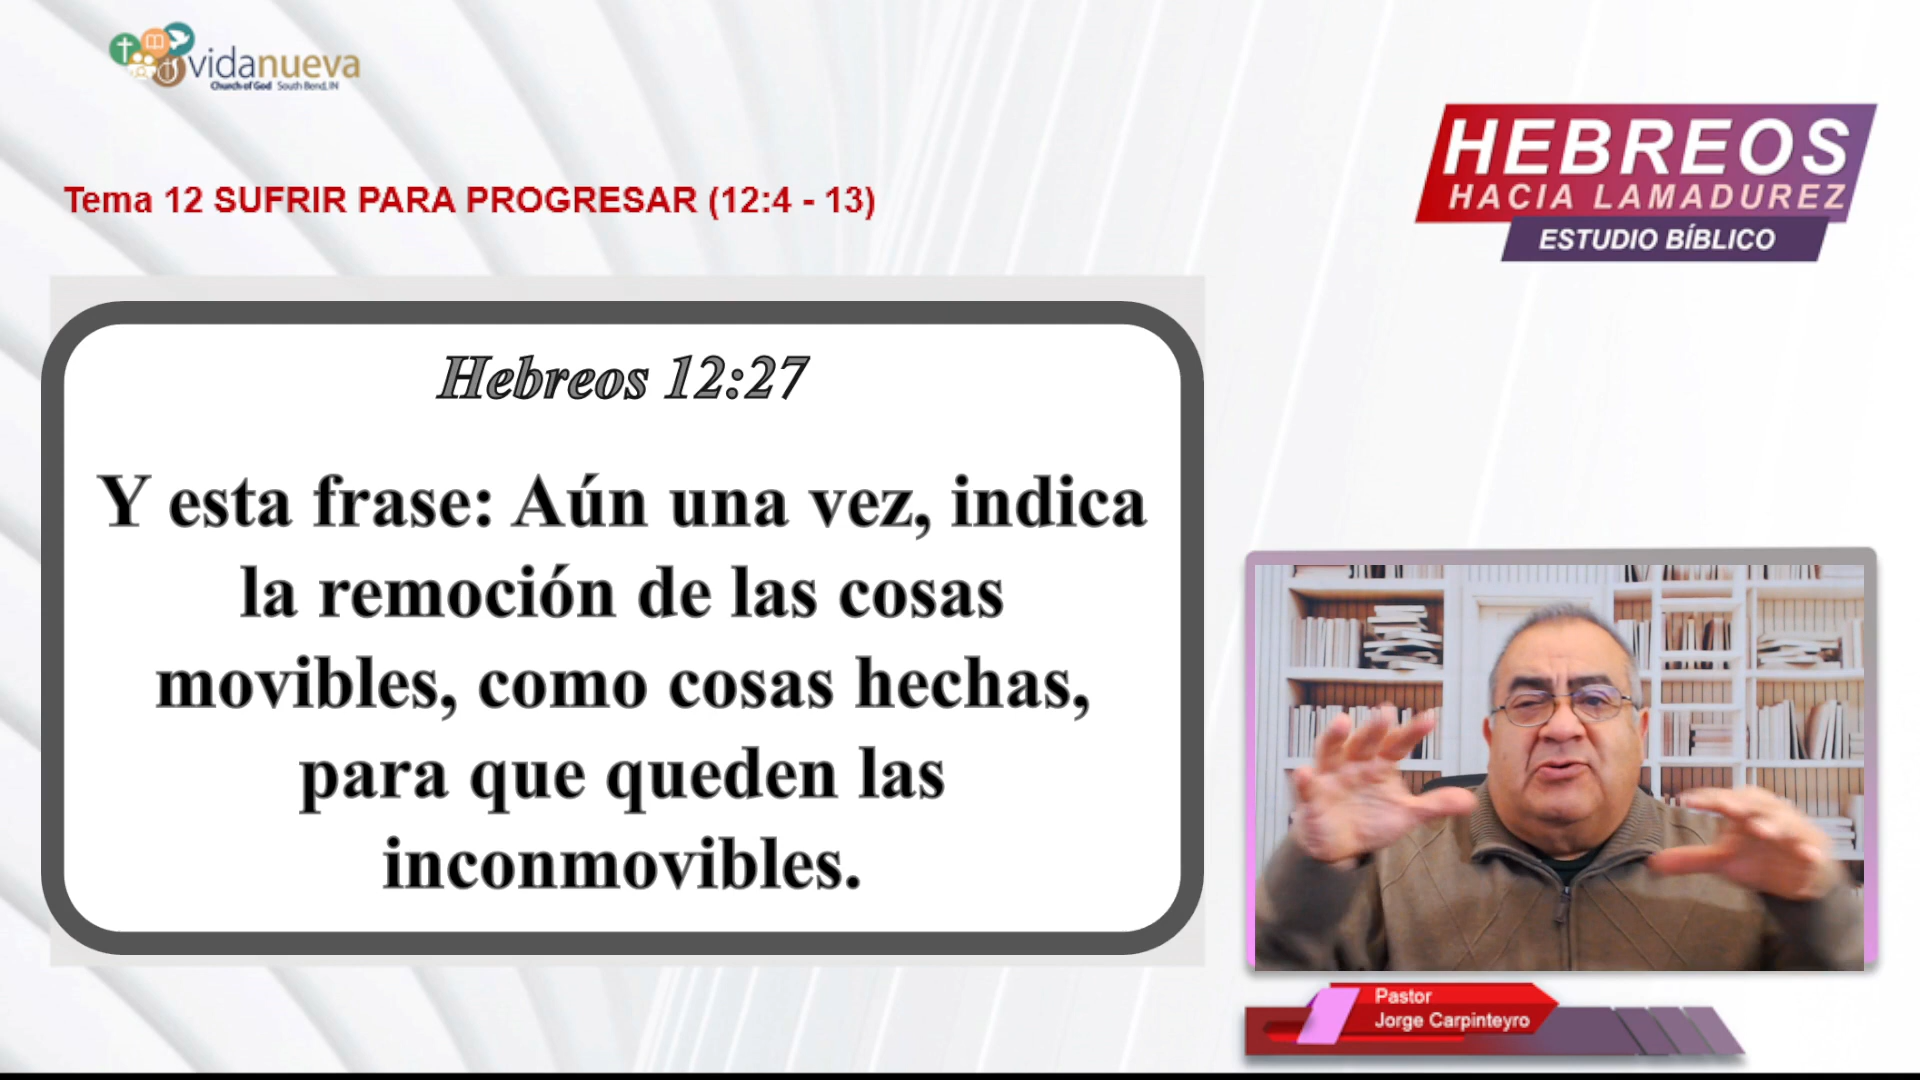 vidanueva
Church of God South Bend, IN
HEBREOS
HACIA LAMADUREZ
ESTUDIO BÍBLICO
Tema 12 SUFRIR PARA PROGRESAR (12:4 - 13)
Hebreos 12:27
Y esta frase: Aún una vez, indica
la remoción de las cosas
movibles, como cosas hechas,
para que queden las
inconmovibles.
Pastor
Jorge Carpinteyro